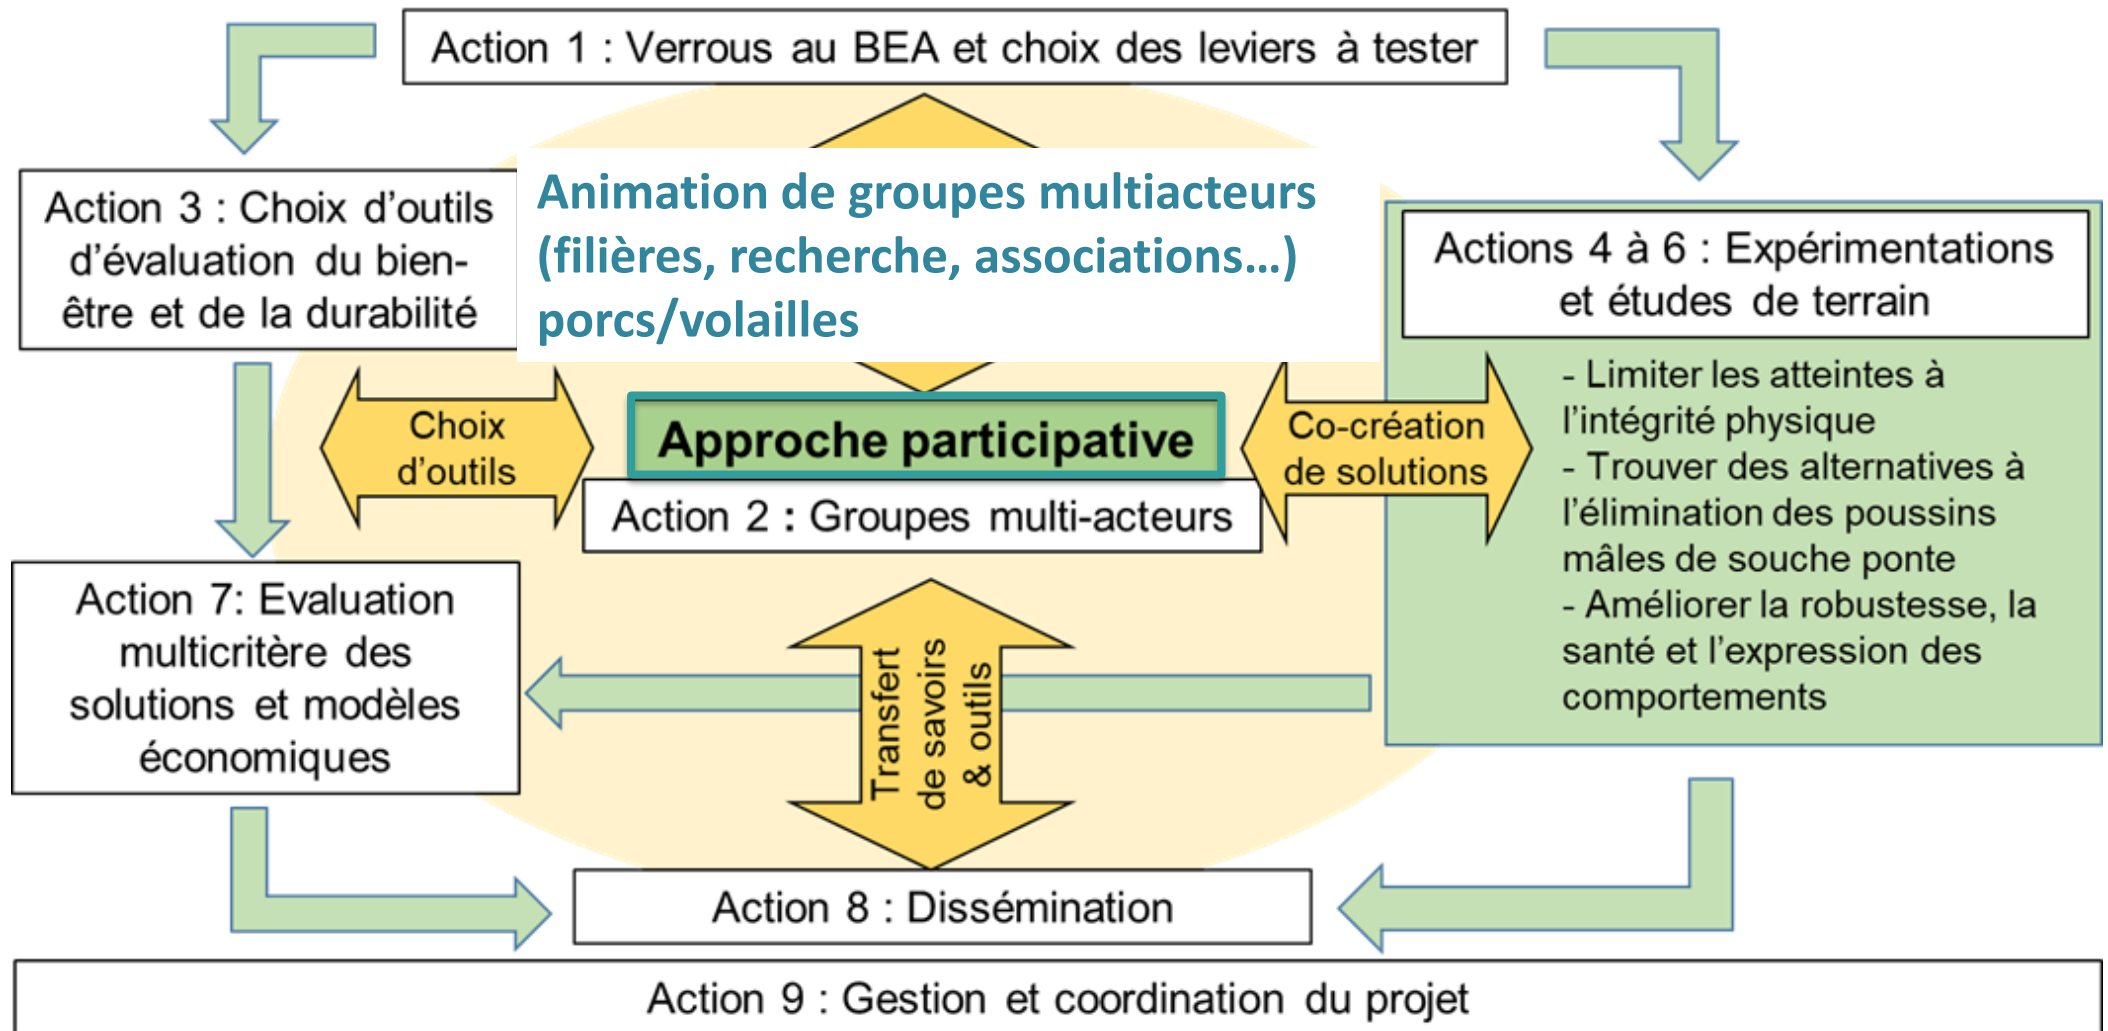 Action 1 : Verrous au BEA et choix des leviers à tester
Action 3 : Choix d’outils
d’évaluation du bien-
être et de la durabilité
Animation de groupes multiacteurs
(filières, recherche, associations…)
porcs/volailles
Actions 4 à 6 : Expérimentations
et études de terrain
- Limiter les atteintes à
l’intégrité physique
- Trouver des alternatives à
l’élimination des poussins
mâles de souche ponte
- Améliorer la robustesse, la
santé et l’expression des
comportements
Choix
d’outils
Approche participative
Co-création
de solutions
Action 2 : Groupes multi-acteurs
Action 7: Evaluation
multicritère des
solutions et modèles
économiques
Transfert
de savoirs
& outils
Action 8 : Dissémination
Action 9 : Gestion et coordination du projet